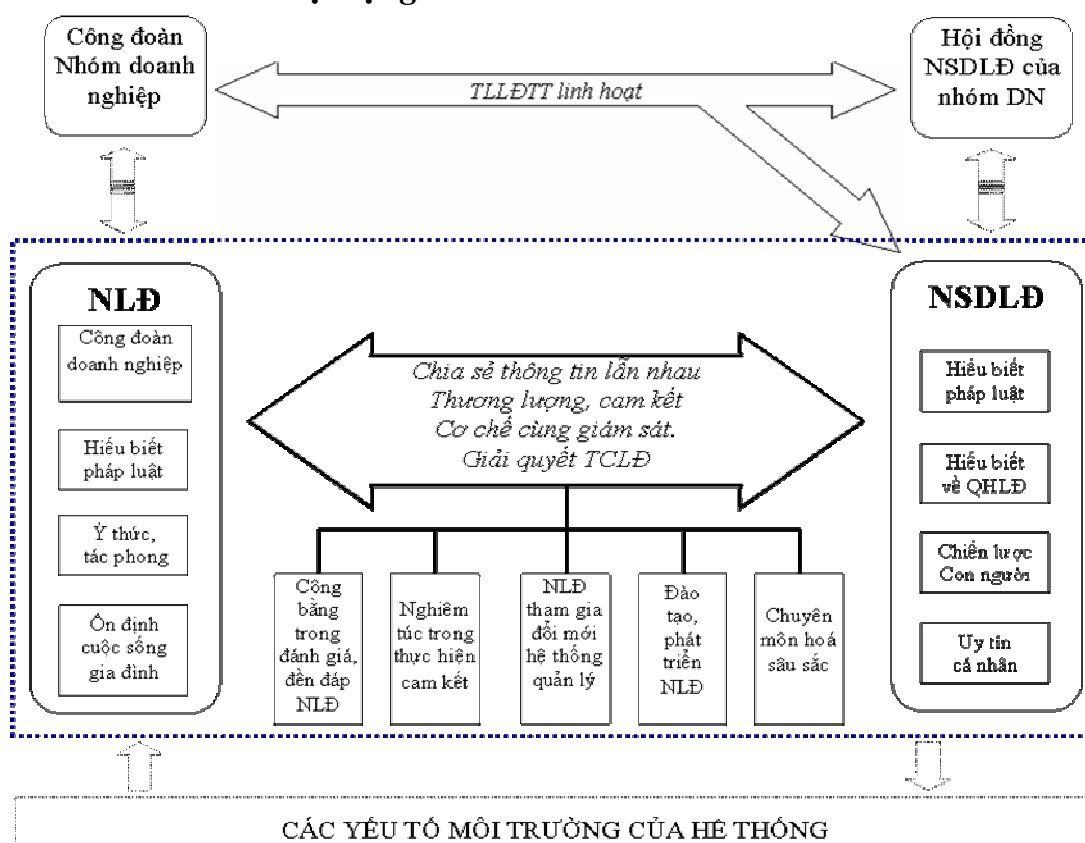 Công đoàn
Nhóm doanh
nghiệp
TLLĐTT linh hoạt
Hội đồng
NSDLĐ của
nhóm DN
NLĐ
Công đoàn
doanh nghiệp
Hiểu biết
pháp luật
Ý thức,
tác phong
Ổn định
cuộc sống
gia đình
Chia sẻ thông tin lẫn nhau
Thương lượng, cam kết
Cơ chế cùng giám sát.
Giải quyết TCLĐ
Công
bằng
trong
đánh giá,
đền đáp
NLĐ
Nghiêm
túc trong
thực hiện
cam kết
NLĐ
tham gia
đổi mới
hệ thống
quản lý
Đào
tạo,
phát
triển
NLĐ
Chuyên
môn hoá
sâu sắc
NSDLĐ
Hiểu biết
pháp luật
Hiểu biết
về QHLĐ
Chiến lược
Con người
Uy tín
cá nhân
CÁC YẾU TỐ MÔI TRƯỜNG CỦA HỆ THỐNG